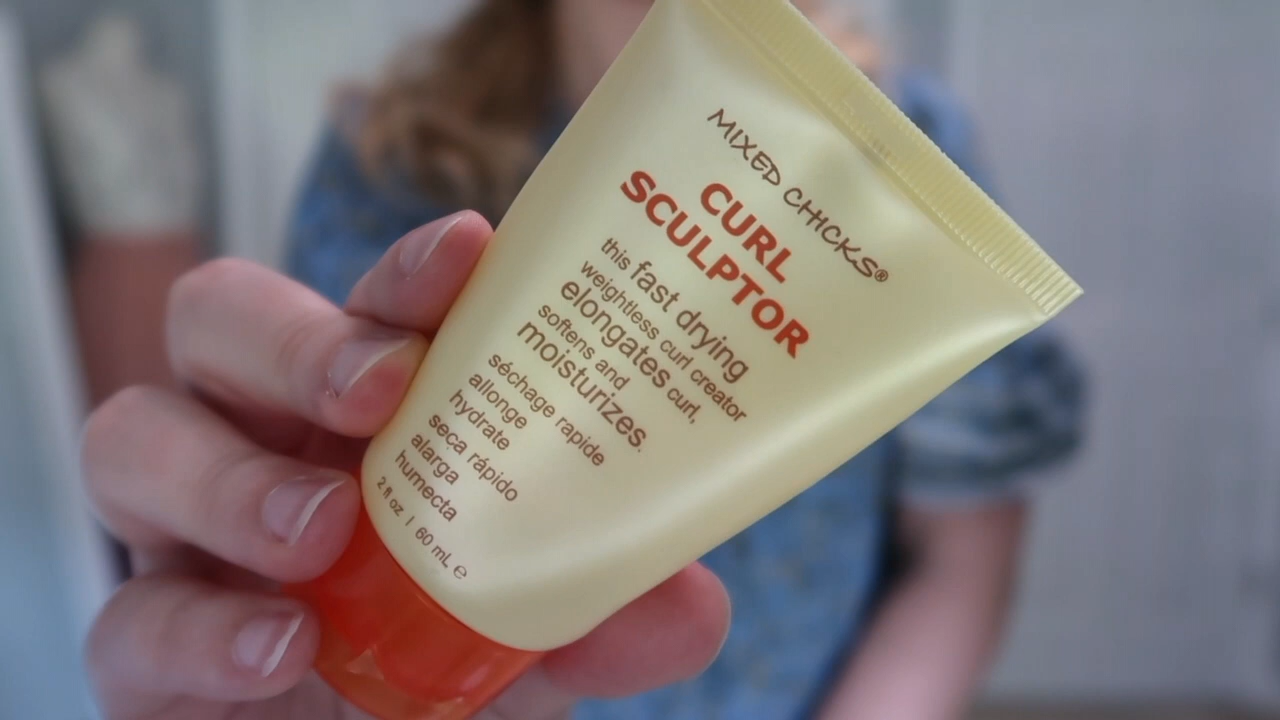 MIXED CHICKS®
CURL
SCULPTOR
this fast drying
weightless curl creator
elongates curl,
softens and
moisturizes.
séchage rapide
allonge
hydrate
seca rápido
alarga
humecta
2 fl oz | 60 mL ℮